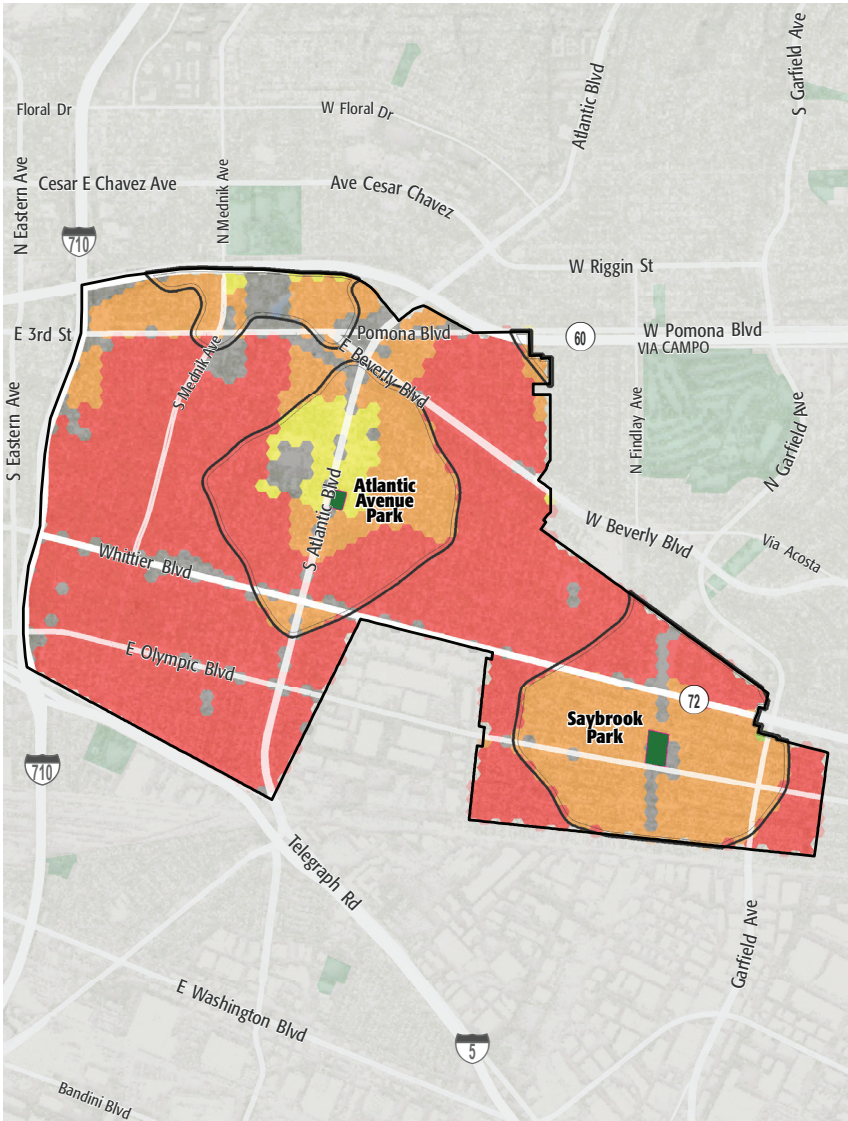 S Garfield Ave
Atlantic Blvd
Floral Dr
W Floral Dr
N Eastern Ave
Cesar E Chavez Ave
N Mednik Ave
Ave Cesar Chavez
710
W Riggin St
E 3rd St
Pomona Blvd
60
W Pomona Blvd
VIA CAMPO
E Beverly Blvd
S Mednik Ave
S Eastern Ave
N Findlay Ave
N Garfield Ave
S Atlantic Blvd
Atlantic
Avenue
Park
W Beverly Blvd
Via Acosta
Whittier Blvd
E Olympic Blvd
72
Saybrook
Park
710
Telegraph Rd
Garfield Ave
E Washington Blvd
5
Bandini Blvd